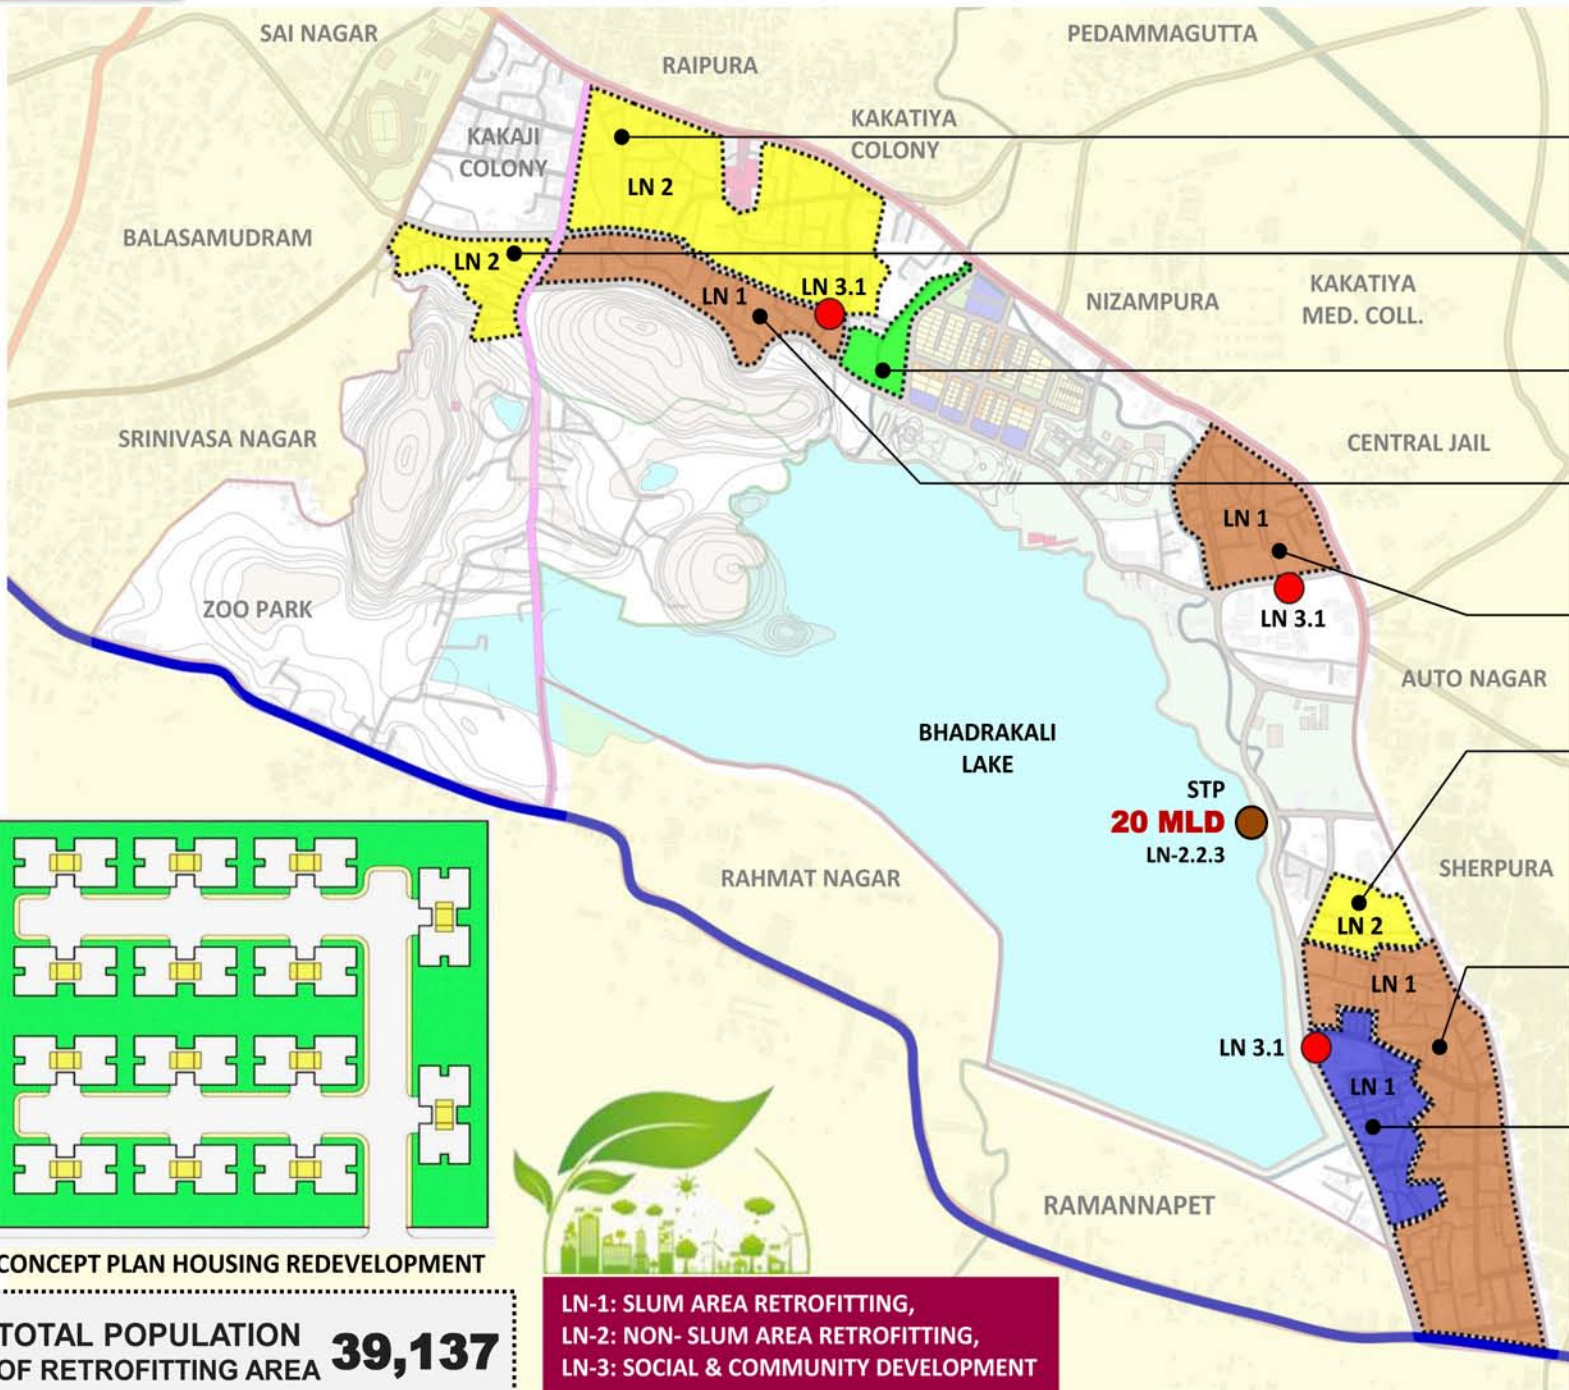 SAI NAGAR
RAIPURA
PEDAMMAGUTTA
KAKAJI
COLONY
KAKATIYA
COLONY
LN 2
BALASAMUDRAM
LN 2
LN 1
LN 3.1
NIZAMPURA
KAKATIYA
MED. COLL.
SRINIVASA NAGAR
CENTRAL JAIL
LN 1
ZOO PARK
LN 3.1
AUTO NAGAR
BHADRAKALI
LAKE
STP
20 MLD
LN-2.2.3
RAHMAT NAGAR
SHERPURA
LN 2
LN 1
LN 3.1
LN 1
RAMANNAPET
CONCEPT PLAN HOUSING REDEVELOPMENT
TOTAL POPULATION
OF RETROFITTING AREA 39,137
LN-1: SLUM AREA RETROFITTING,
LN-2: NON- SLUM AREA RETROFITTING,
LN-3: SOCIAL & COMMUNITY DEVELOPMENT